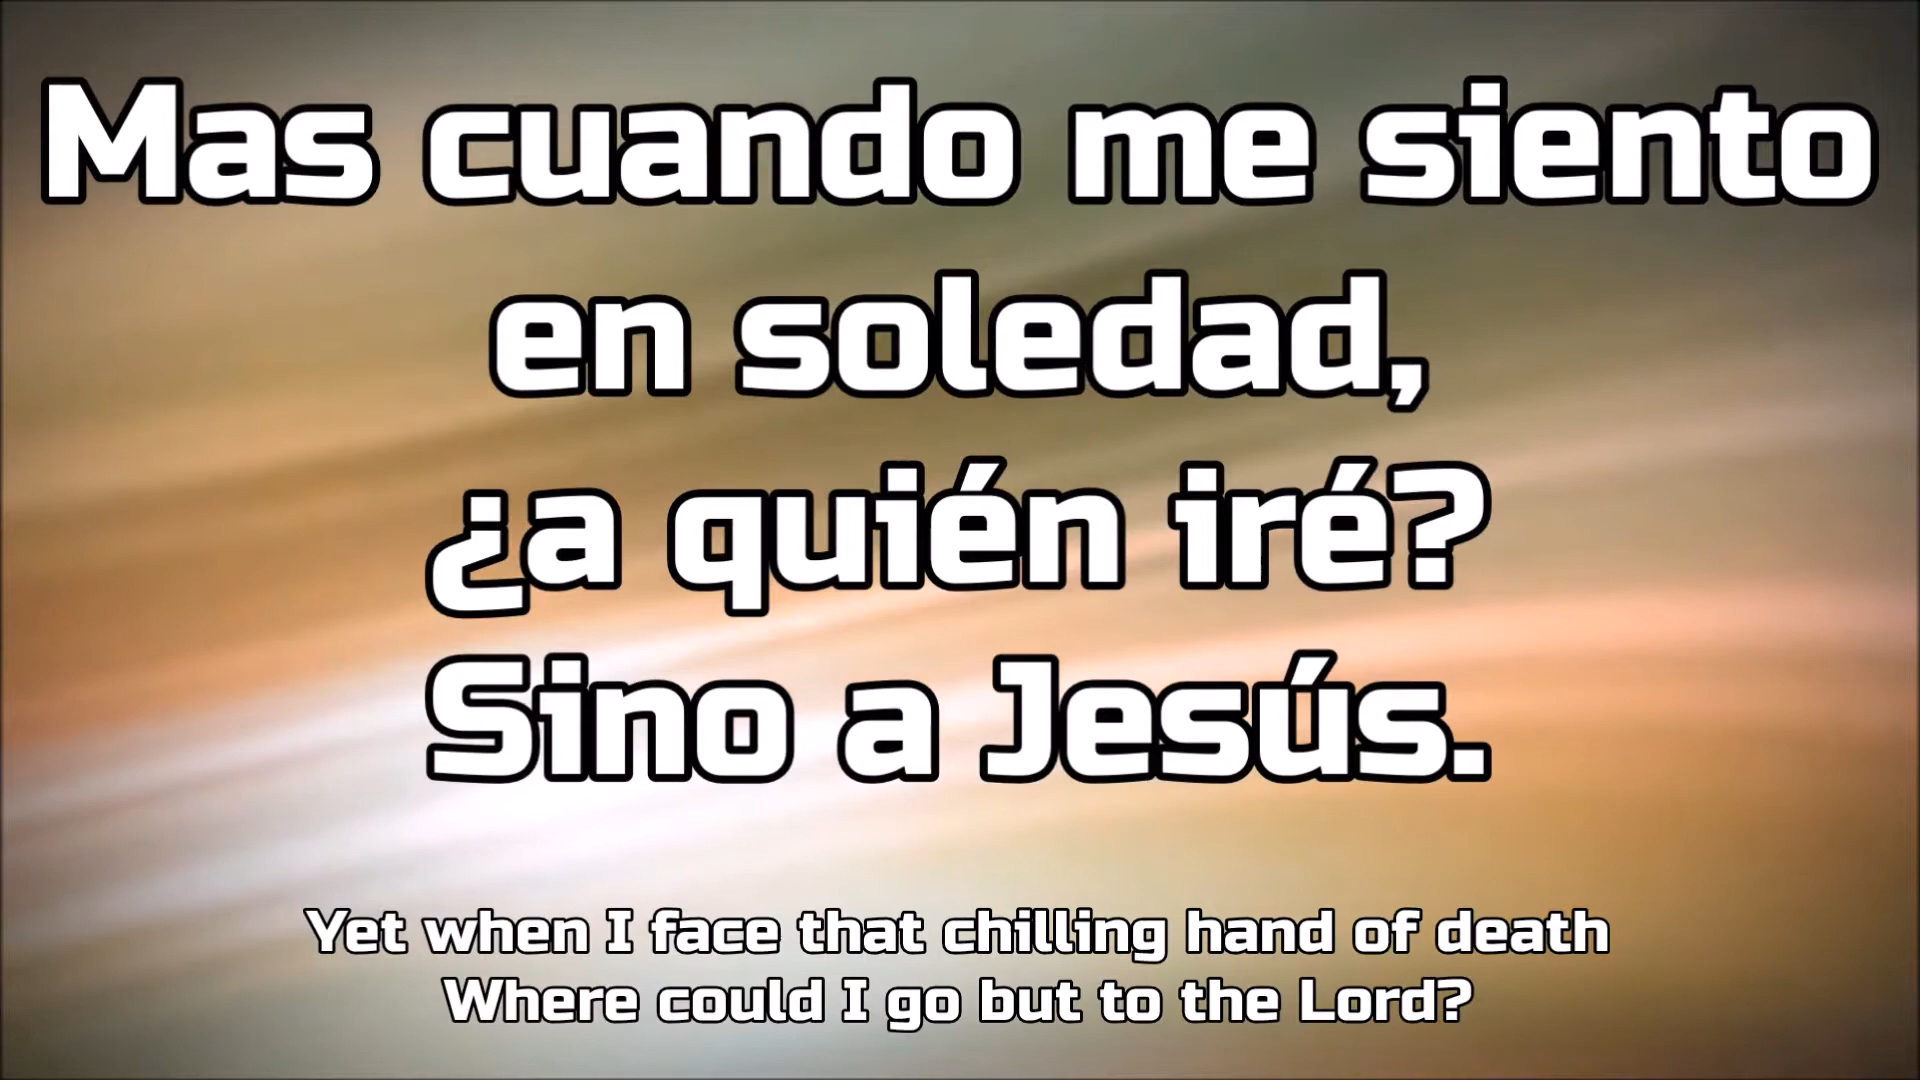 Mas cuando me siento
en soledad,
¿a quién iré?
Sino a Jesús.
Yet when I face that chilling hand of death
Where could I go but to the Lord?